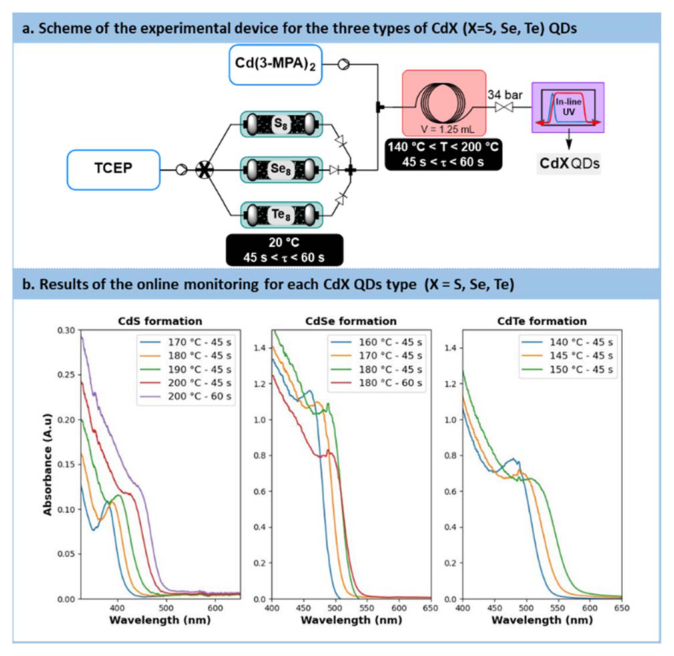 a. Scheme of the experimental device for the three types of CdX (X=S, Se, Te) QDs
Cd(3-MPA)2
TCEP
S8
Se8
Te8
20 °C
45 s < τ < 60 s
V = 1.25 mL
140 °C < T < 200 °C
45 s < τ < 60 s
34 bar
In-line
UV
CdX QDs
b. Results of the online monitoring for each CdX QDs type (X = S, Se, Te)
CdS formation
170 °C - 45 s
180 °C - 45 s
190 °C - 45 s
200 °C - 45 s
200 °C - 60 s
0.30
0.25
0.20
0.15
0.10
0.05
0.00
Absorbance (A.u)
400
500
600
Wavelength (nm)
CdSe formation
160 °C - 45 s
170 °C - 45 s
180 °C - 45 s
180 °C - 60 s
1.4
1.2
1.0
0.8
0.6
0.4
0.2
0.0
400
450
500
550
600
650
Wavelength (nm)
CdTe formation
140 °C - 45 s
145 °C - 45 s
150 °C - 45 s
1.4
1.2
1.0
0.8
0.6
0.4
0.2
0.0
400
450
500
550
600
650
Wavelength (nm)